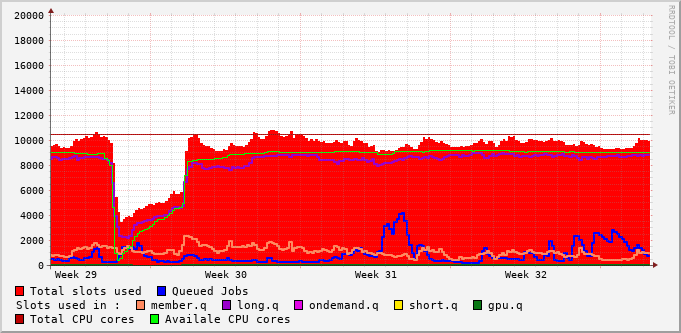 RRDTOOL / TOBI OETIKER
20000
18000
16000
14000
12000
10000
8000
6000
4000
2000
0
Week 29 Week 30 Week 31 Week 32
Total slots used Queued Jobs
Slots used in : member.q long.q ondemand.q short.q gpu.q
Total CPU cores Availale CPU cores